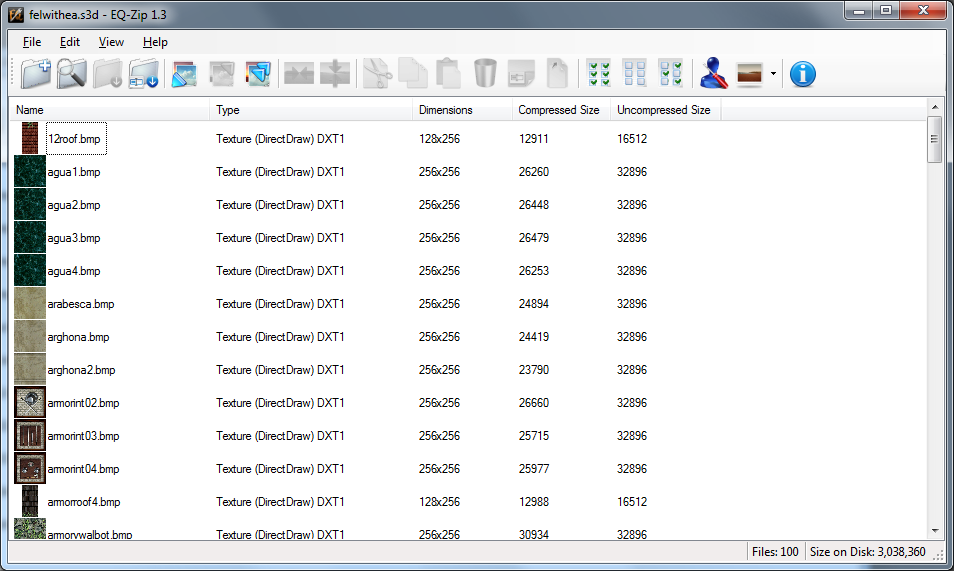 felwithea.s3d - EQ-Zip 1.3
File Edit View Help
Name Type Dimensions Compressed Size Uncompressed Size
12roof.bmp Texture (DirectDraw) DXT1 128x256 12911 16512
agua1.bmp Texture (DirectDraw) DXT1 256x256 26260 32896
agua2.bmp Texture (DirectDraw) DXT1 256x256 26448 32896
agua3.bmp Texture (DirectDraw) DXT1 256x256 26479 32896
agua4.bmp Texture (DirectDraw) DXT1 256x256 26253 32896
arabesca.bmp Texture (DirectDraw) DXT1 256x256 24894 32896
arghona.bmp Texture (DirectDraw) DXT1 256x256 24419 32896
arghona2.bmp Texture (DirectDraw) DXT1 256x256 23790 32896
armorint02.bmp Texture (DirectDraw) DXT1 256x256 26660 32896
armorint03.bmp Texture (DirectDraw) DXT1 256x256 25715 32896
armorint04.bmp Texture (DirectDraw) DXT1 256x256 25977 32896
armorroof4.bmp Texture (DirectDraw) DXT1 128x256 12988 16512
armorywalbot.bmp Texture (DirectDraw) DXT1 256x256 30934 32896
Files: 100 Size on Disk: 3,038,360